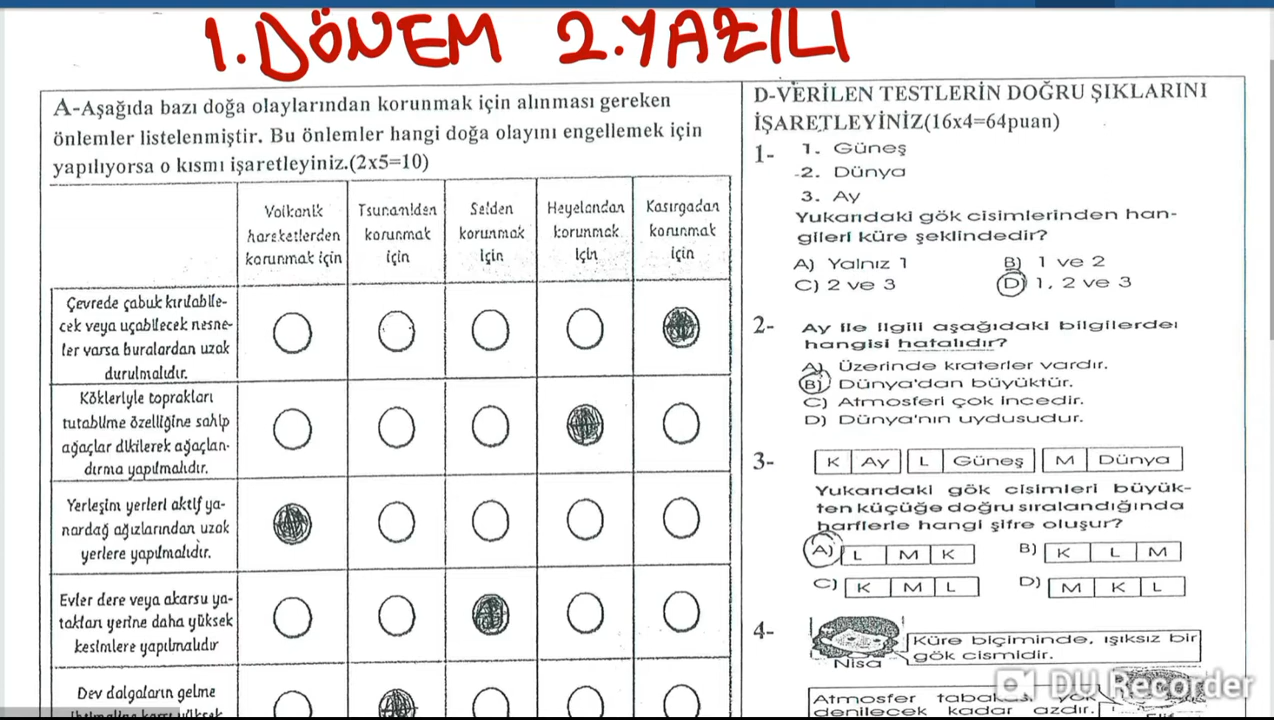 1.DÖNEM 2.YAZILI
A-Aşağıda bazı doğa olaylarından korunmak için alınması gereken
önlemler listelenmiştir. Bu önlemler hangi doğa olayını engellemek için
yapılıyorsa o kısmı işaretleyiniz.(2x5=10)
Volkanik
hareketlerden
korunmak için
Tsunamiden
korunmak
için
Selden
korunmak
için
Heyelandan
korunmak
için
Kasırgadan
korunmak
için
Çevrede çabuk kırılabile-
cek veya uçabilecek nesne-
ler varsa buralardan uzak
durulmalıdır.
Kökleriyle toprakları
tutabilme özelliğine sahip
ağaçlar dikilerek ağaçlan-
dırma yapılmalıdır.
Yerleşim yerleri aktif ya-
nardağ ağızlarından uzak
yerlere yapılmalıdır.
Evler dere veya akarsu ya-
takları yerine daha yüksek
kesimlere yapılmalıdır
Dev dalgaların gelme
ihtimaline karşı yüksek
D-VERİLEN TESTLERİN DOĞRU ŞIKLARINI
İŞARETLEYİNİZ(16x4=64puan)
1- 1. Güneş
2. Dünya
3. Ay
Yukarıdaki gök cisimlerinden han-
gileri küre şeklindedir?
A) Yalnız 1 B) 1 ve 2
C) 2 ve 3 D) 1, 2 ve 3
2- Ay ile ilgili aşağıdaki bilgilerder
hangisi hatalıdır?
A) Üzerinde kraterler vardır.
B) Dünya'dan büyüktür.
C) Atmosferi çok incedir.
D) Dünya'nın uydusudur.
3- K Ay L Güneş M Dünya
Yukarıdaki gök cisimleri büyük-
ten küçüğe doğru sıralandığında
harflerle hangi şifre oluşur?
A) L M K B) K L M
C) K M L D) M K L
4- Küre biçiminde, ışıksız bir
gök cismidir.
Nisa
Atmosfer tabakası yok
denilecek kadar azdır.
DU Recorder